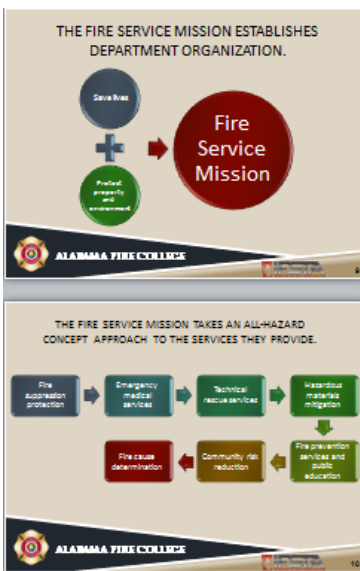 THE FIRE SERVICE MISSION ESTABLISHES
DEPARTMENT ORGANIZATION.
Save lives
Protect
property
and
environment
Fire
Service
Mission
ALABAMA FIRE COLLEGE
9
THE FIRE SERVICE MISSION TAKES AN ALL-HAZARD
CONCEPT APPROACH TO THE SERVICES THEY PROVIDE.
Fire
suppression
protection
Emergency
medical
services
Technical
rescue services
Hazardous
materials
mitigation
Fire prevention
services and
public
education
Community risk
reduction
Fire cause
determination
ALABAMA FIRE COLLEGE
10